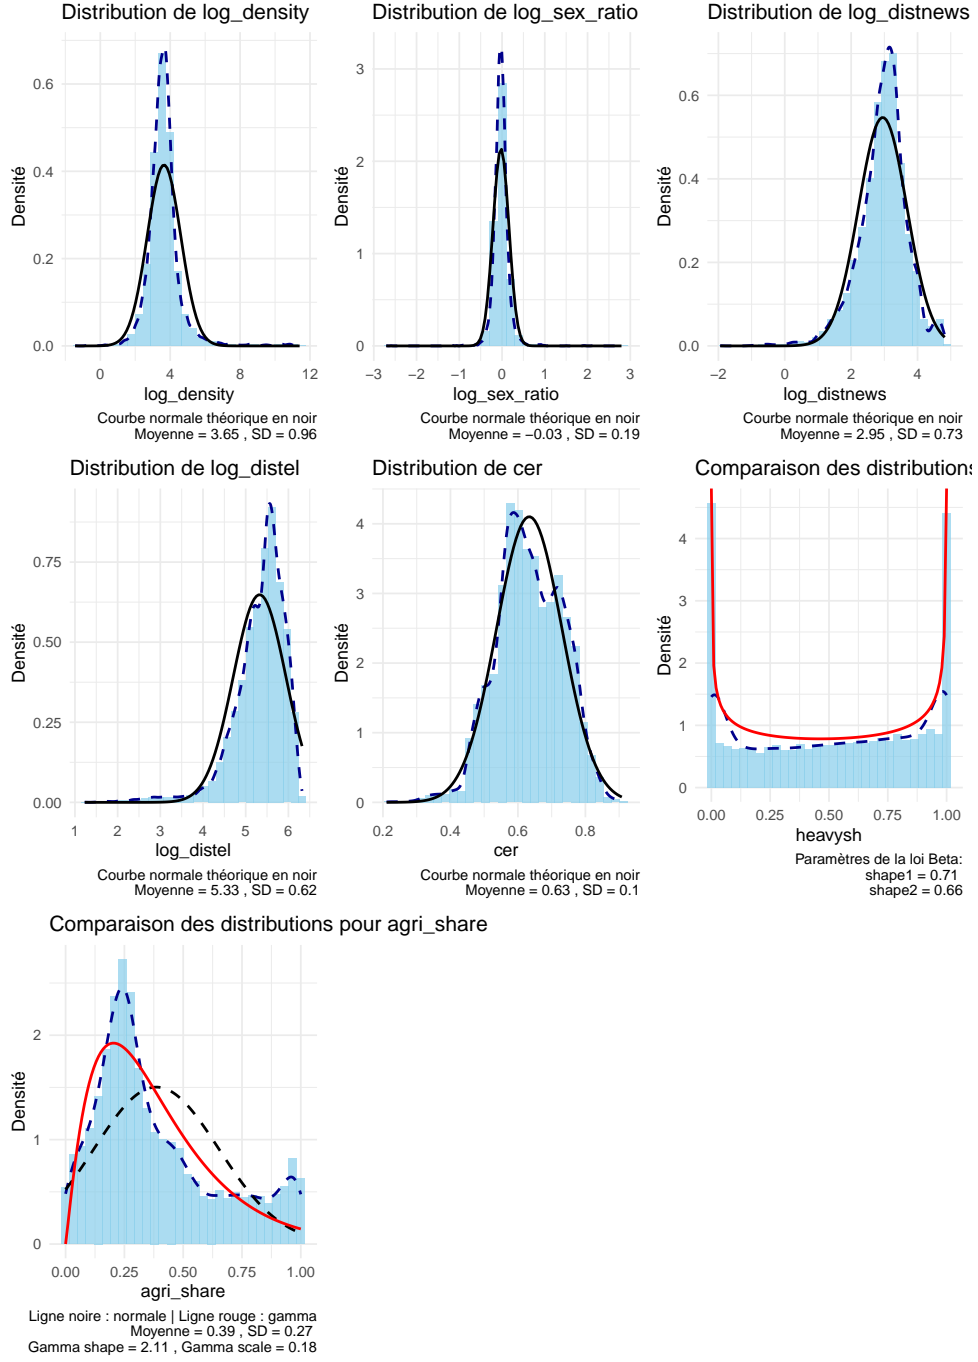 Distribution de log_density
Densité
0.6
0.4
0.2
0.0
0
4
8
12
log_density
Courbe normale théorique en noir
Moyenne = 3.65 , SD = 0.96
Distribution de log_sex_ratio
Densité
3
2
1
0
−3
−2
−1
0
1
2
3
log_sex_ratio
Courbe normale théorique en noir
Moyenne = −0.03 , SD = 0.19
Distribution de log_distnews
Densité
0.6
0.4
0.2
0.0
−2
0
2
4
log_distnews
Courbe normale théorique en noir
Moyenne = 2.95 , SD = 0.73
Distribution de log_distel
Densité
0.75
0.50
0.25
0.00
1
2
3
4
5
6
log_distel
Courbe normale théorique en noir
Moyenne = 5.33 , SD = 0.62
Distribution de cer
Densité
4
3
2
1
0
0.2
0.4
0.6
0.8
cer
Courbe normale théorique en noir
Moyenne = 0.63 , SD = 0.1
Comparaison des distributions
Densité
4
3
2
1
0
0.00
0.25
0.50
0.75
1.00
heavysh
Paramètres de la loi Beta:
shape1 = 0.71
shape2 = 0.66
Comparaison des distributions pour agri_share
Densité
2
1
0
0.00
0.25
0.50
0.75
1.00
agri_share
Ligne noire : normale | Ligne rouge : gamma
Moyenne = 0.39 , SD = 0.27
Gamma shape = 2.11 , Gamma scale = 0.18